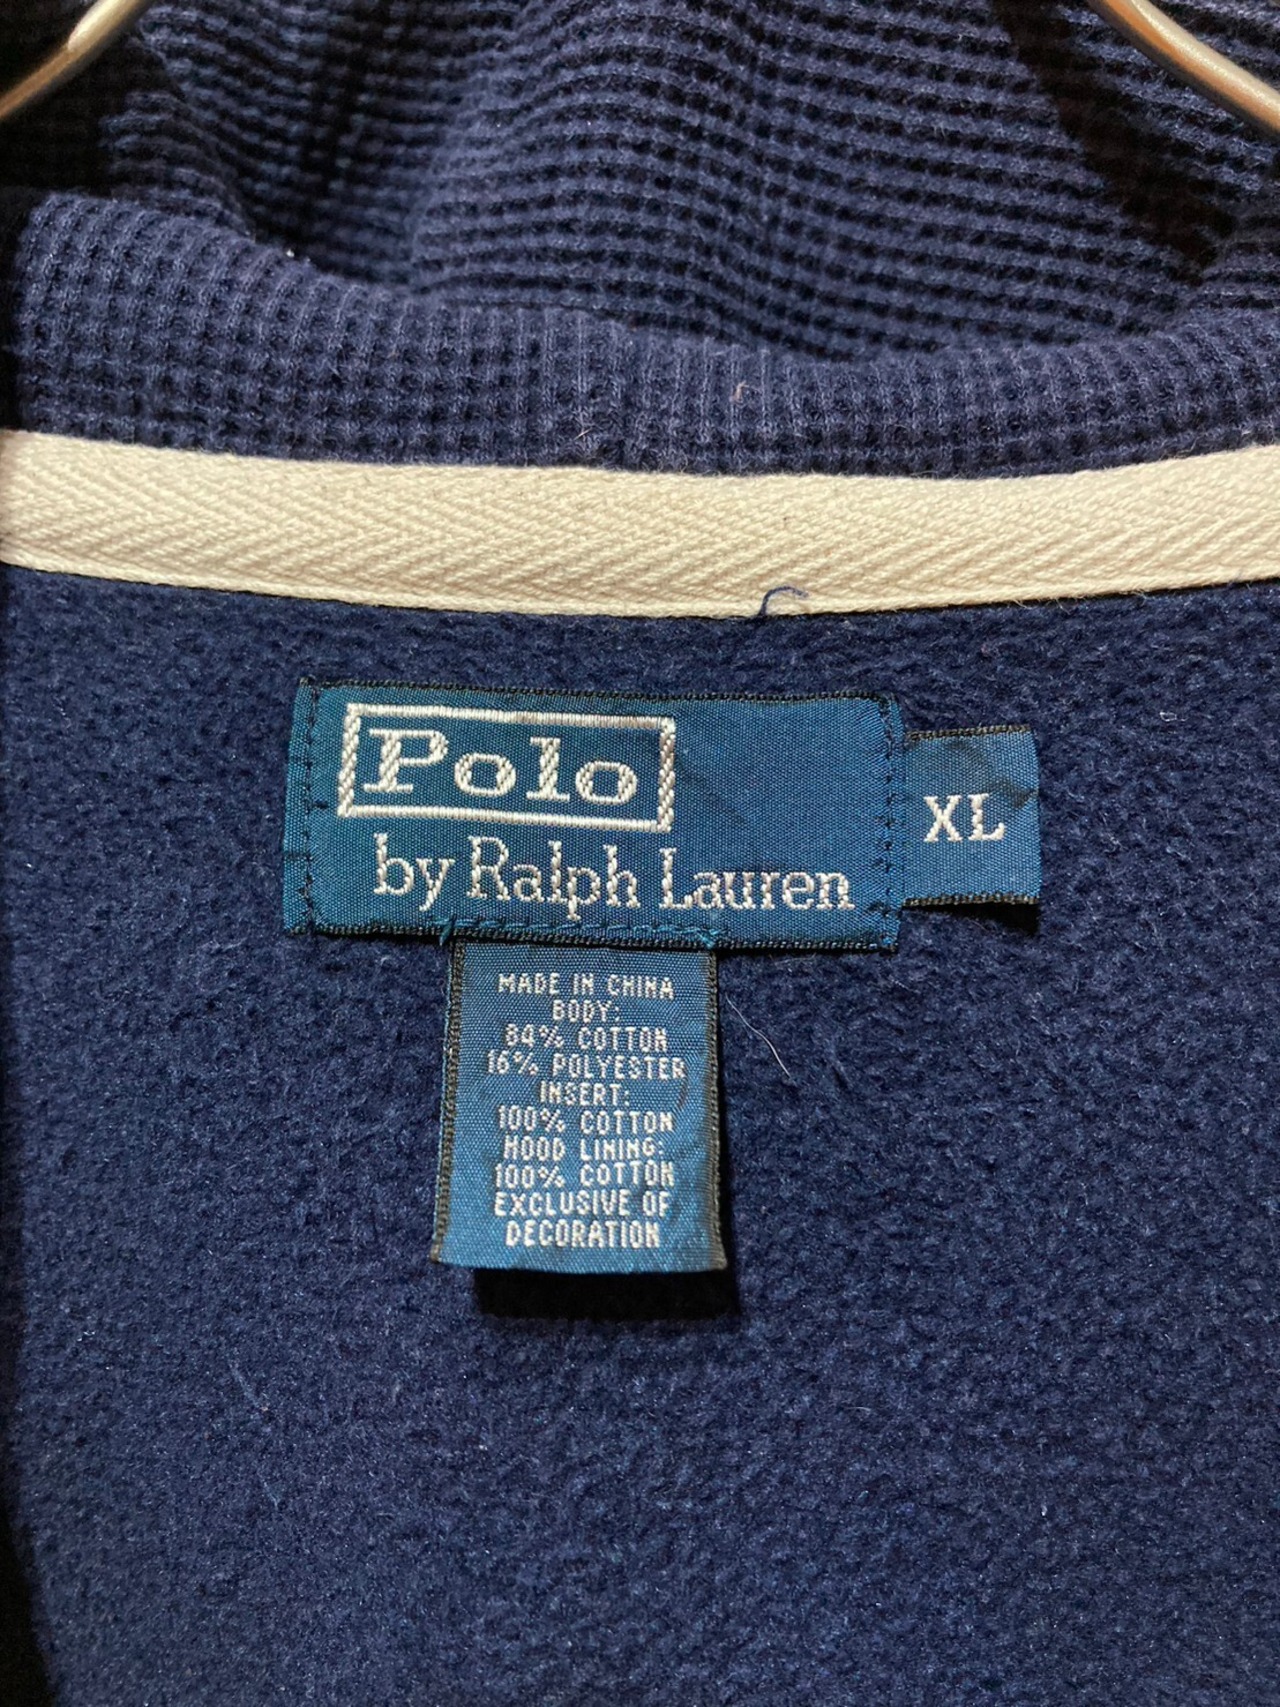 Polo
by Ralph Lauren
XL
MADE IN CHINA
BODY:
84% COTTON
16% POLYESTER
INSERT:
100% COTTON
HOOD LINING:
100% COTTON
EXCLUSIVE OF
DECORATION